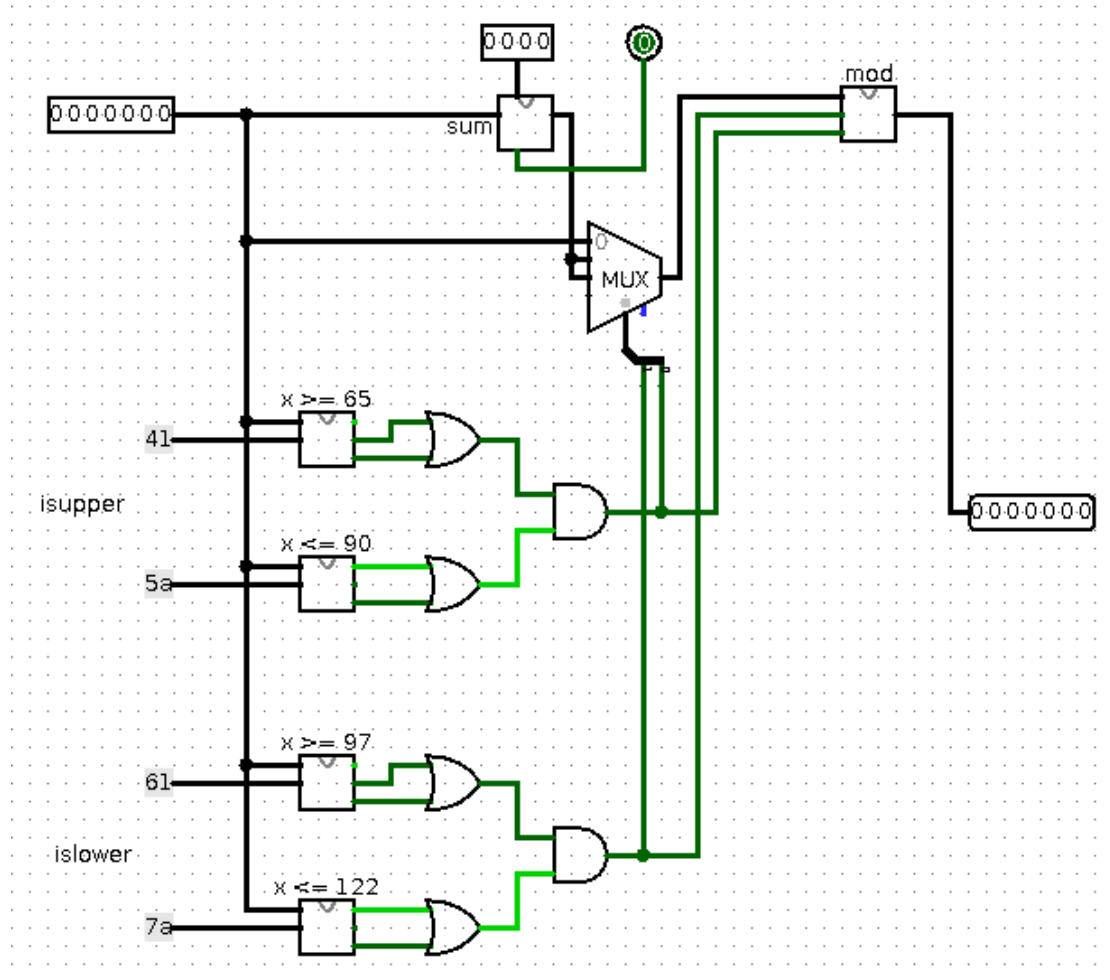 0000
0
mod
0000000
sum
0
MUX
x >= 65
41
isupper
x <= 90
0000000
5a
x >= 97
61
islower
x <= 122
7a